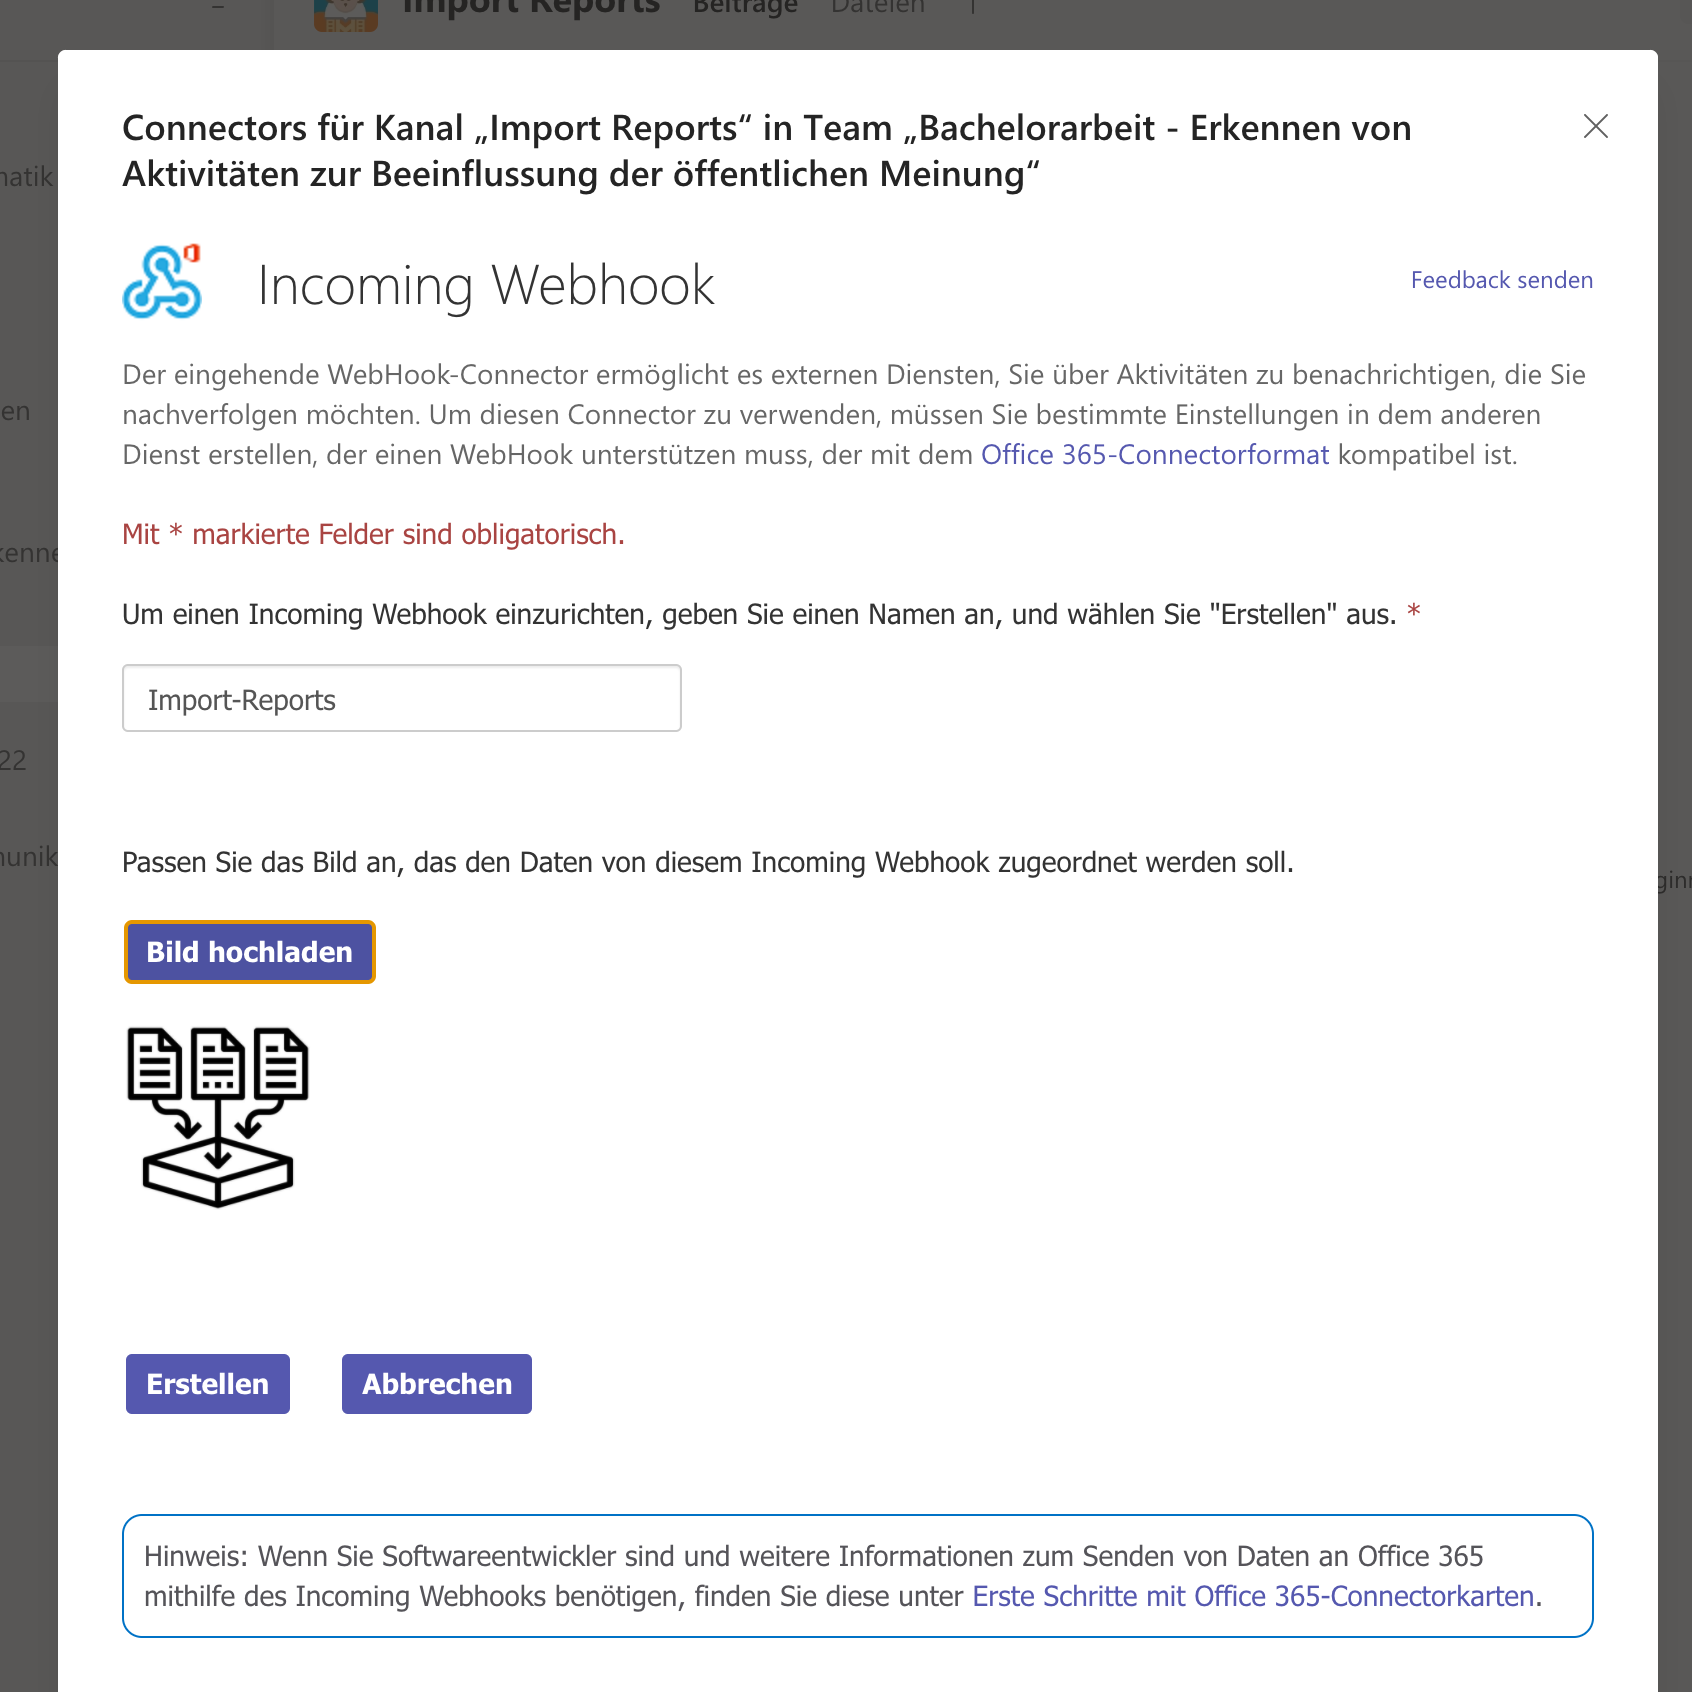 Import Reports Beiträge Dateien
Connectors für Kanal „Import Reports“ in Team „Bachelorarbeit - Erkennen von
Aktivitäten zur Beeinflussung der öffentlichen Meinung“
Incoming Webhook
Feedback senden
Der eingehende WebHook-Connector ermöglicht es externen Diensten, Sie über Aktivitäten zu benachrichtigen, die Sie
nachverfolgen möchten. Um diesen Connector zu verwenden, müssen Sie bestimmte Einstellungen in dem anderen
Dienst erstellen, der einen WebHook unterstützen muss, der mit dem Office 365-Connectorformat kompatibel ist.
Mit * markierte Felder sind obligatorisch.
Um einen Incoming Webhook einzurichten, geben Sie einen Namen an, und wählen Sie "Erstellen" aus. *
Import-Reports
22
Passen Sie das Bild an, das den Daten von diesem Incoming Webhook zugeordnet werden soll.
Bild hochladen
Erstellen
Abbrechen
Hinweis: Wenn Sie Softwareentwickler sind und weitere Informationen zum Senden von Daten an Office 365
mithilfe des Incoming Webhooks benötigen, finden Sie diese unter Erste Schritte mit Office 365-Connectorkarten.